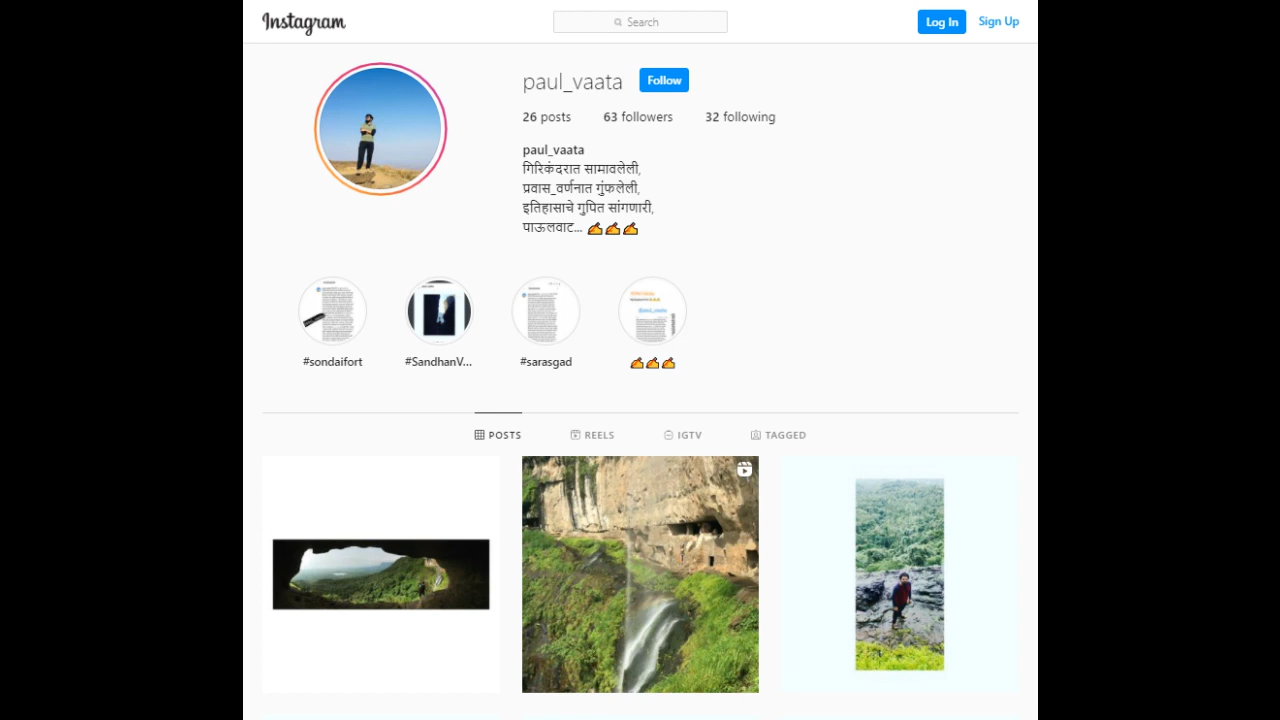 Instagram
Search
Log In
Sign Up
paul_vaata
Follow
26 posts 63 followers 32 following
paul_vaata
गिरिकंदरात सामावलेली,
प्रवास_वर्णनात गुंफलेली,
इतिहासाचे गुपित सांगणारी,
पाऊलवाट... ✍✍✍
#sondaifort #SandhanV... #sarasgad ✍✍✍
POSTS REELS IGTV TAGGED